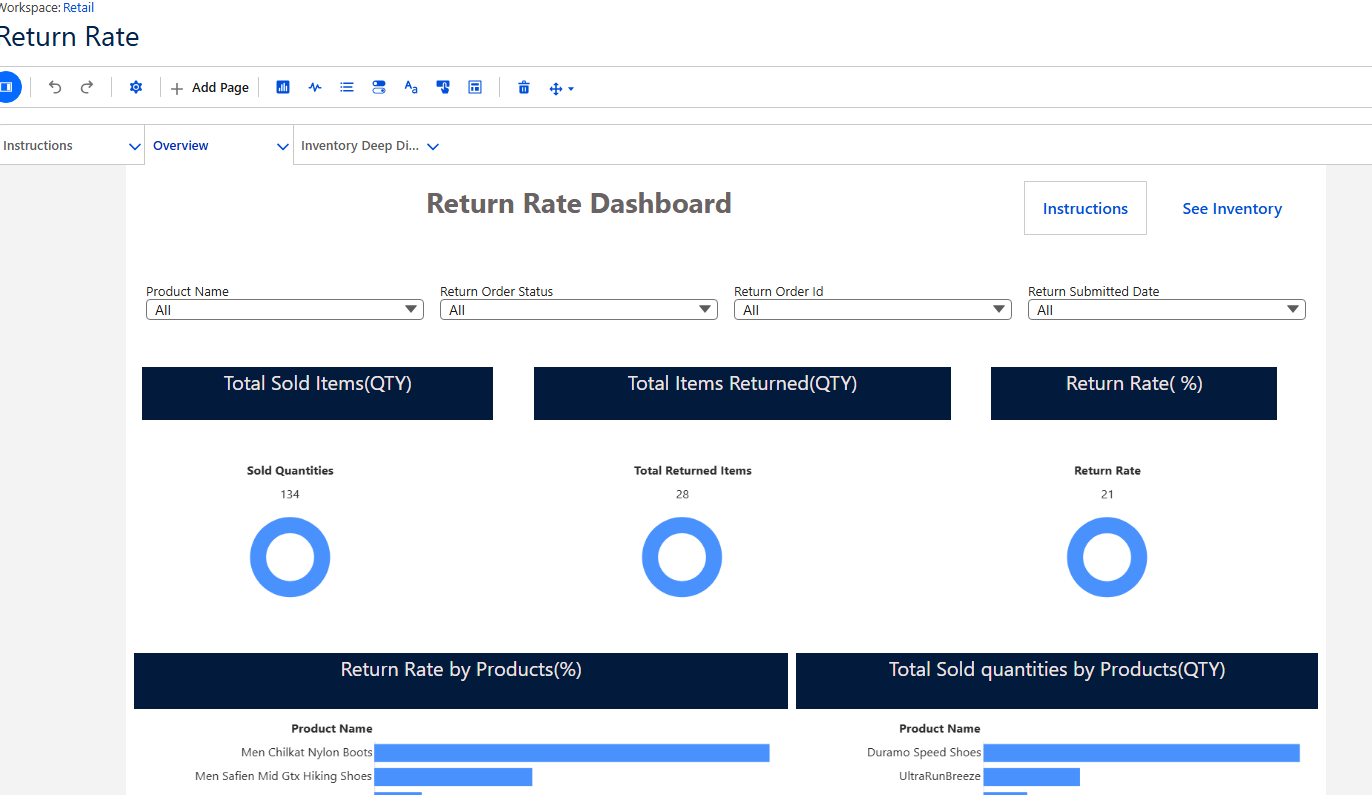 Workspace: Retail
Return Rate
Add Page
Aa
Instructions
Overview
Inventory Deep Di...
Return Rate Dashboard
Instructions
See Inventory
Product Name
Return Order Status
Return Order Id
Return Submitted Date
All
All
All
All
Total Sold Items(QTY)
Total Items Returned(QTY)
Return Rate( %)
Sold Quantities
134
Total Returned Items
28
Return Rate
21
Return Rate by Products(%)
Total Sold quantities by Products(QTY)
Product Name
Men Chilkat Nylon Boots
Men Safien Mid Gtx Hiking Shoes
Product Name
Duramo Speed Shoes
UltraRunBreeze